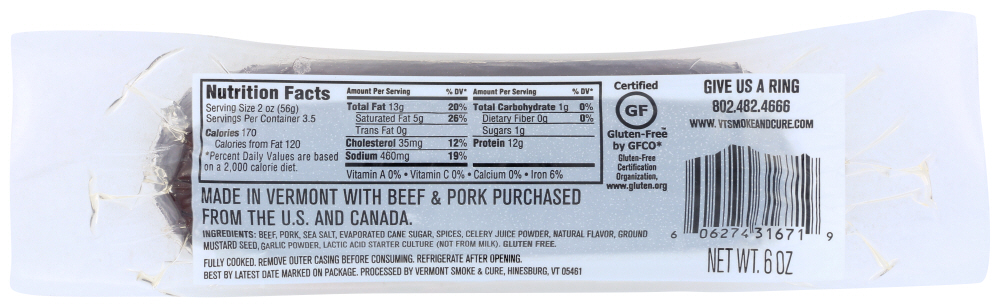 Nutrition Facts
Serving Size 2 oz (56g)
Servings Per Container 3.5
Calories 170
Calories from Fat 120
*Percent Daily Values are based
on a 2,000 calorie diet.
Amount Per Serving % DV*
Total Fat 13g 20%
Saturated Fat 5g 26%
Trans Fat 0g
Cholesterol 35mg 12%
Sodium 460mg 19%
Amount Per Serving % DV*
Total Carbohydrate 1g 0%
Dietary Fiber 0g 0%
Sugars 1g
Protein 12g
Vitamin A 0% • Vitamin C 0% • Calcium 0% • Iron 6%
MADE IN VERMONT WITH BEEF & PORK PURCHASED
FROM THE U.S. AND CANADA.
INGREDIENTS: BEEF, PORK, SEA SALT, EVAPORATED CANE SUGAR, SPICES, CELERY JUICE POWDER, NATURAL FLAVOR, GROUND
MUSTARD SEED, GARLIC POWDER, LACTIC ACID STARTER CULTURE (NOT FROM MILK). GLUTEN FREE.
FULLY COOKED. REMOVE OUTER CASING BEFORE CONSUMING. REFRIGERATE AFTER OPENING.
BEST BY LATEST DATE MARKED ON PACKAGE. PROCESSED BY VERMONT SMOKE & CURE, HINESBURG, VT 05461
Certified
GF
Gluten-Free™
by GFCO*
Gluten-Free
Certification
Organization,
www.gluten.org
GIVE US A RING
802.482.4666
WWW.VTSMOKEANDCURE.COM
6 06274 31671 9
NET WT. 6 OZ